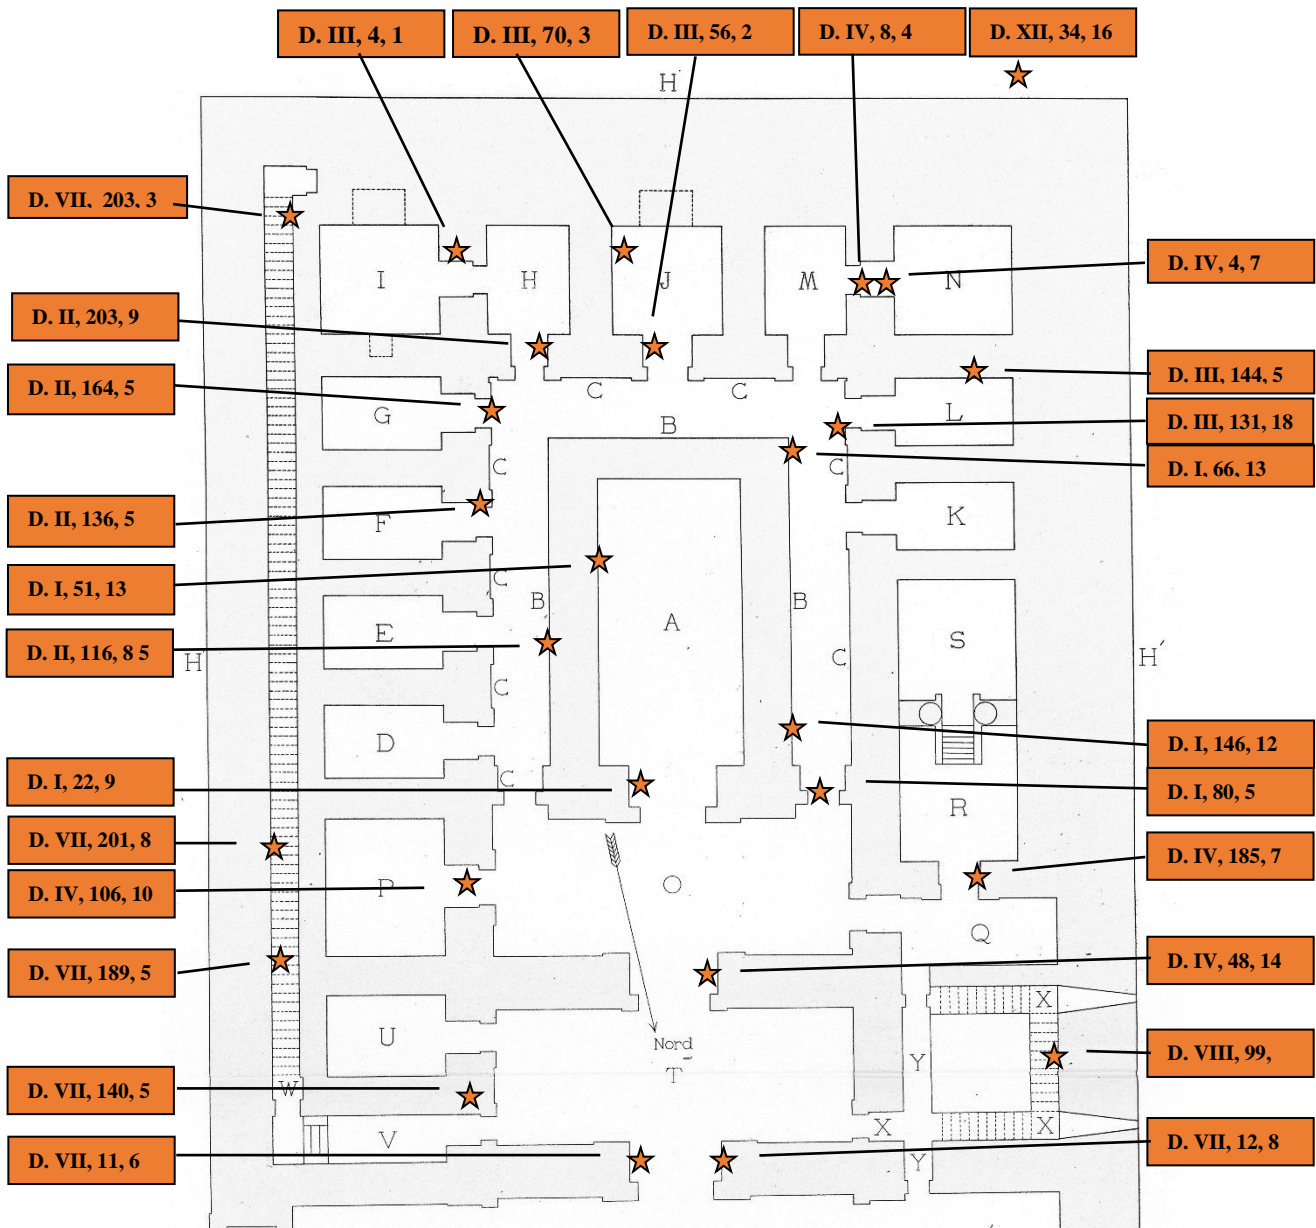 D. III, 4, 1
D. III, 70, 3
D. III, 56, 2
D. IV, 8, 4
D. XII, 34, 16
H'
D. VII, 203, 3
I
H
J
M
N
D. IV, 4, 7
D. II, 203, 9
D. II, 164, 5
G
C
C
B
L
D. III, 144, 5
D. III, 131, 18
D. I, 66, 13
C
C
D. II, 136, 5
F
K
D. I, 51, 13
C
B
A
B
D. II, 116, 8 5
E
C
S
H
H'
C
D
D. I, 146, 12
D. I, 22, 9
C
D. I, 80, 5
R
D. VII, 201, 8
D. IV, 106, 10
P
O
D. IV, 185, 7
Q
D. VII, 189, 5
D. IV, 48, 14
X
U
Nord
T
Y
D. VIII, 99,
D. VII, 140, 5
W
V
X
X
D. VII, 11, 6
Y
D. VII, 12, 8